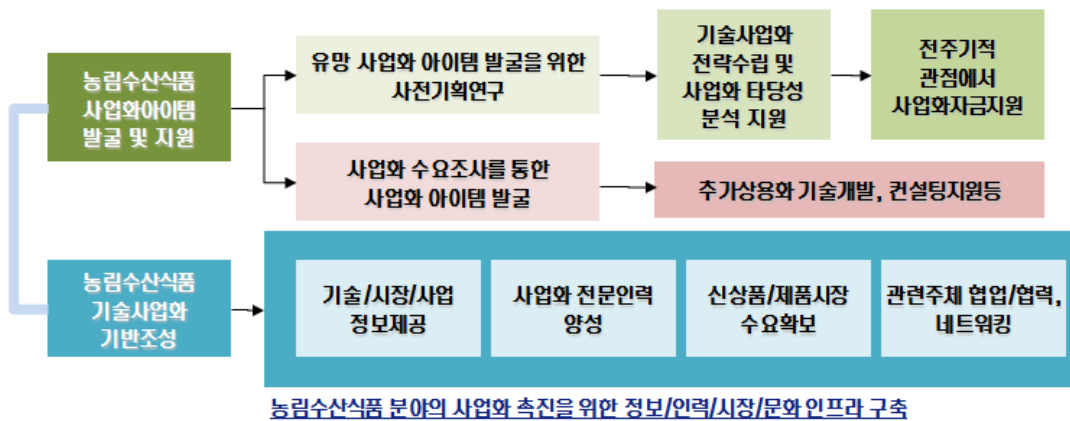 농림수산식품
사업화아이템
발굴 및 지원
유망 사업화 아이템 발굴을 위한
사전기획연구
기술사업화
전략수립 및
사업화 타당성
분석 지원
전주기적
관점에서
사업화자금지원
사업화 수요조사를 통한
사업화 아이템 발굴
추가상용화 기술개발, 컨설팅지원등
농림수산식품
기술사업화
기반조성
기술/시장/사업
정보제공
사업화 전문인력
양성
신상품/제품시장
수요확보
관련주체 협업/협력,
네트워킹
농림수산식품 분야의 사업화 촉진을 위한 정보/인력/시장/문화 인프라 구축